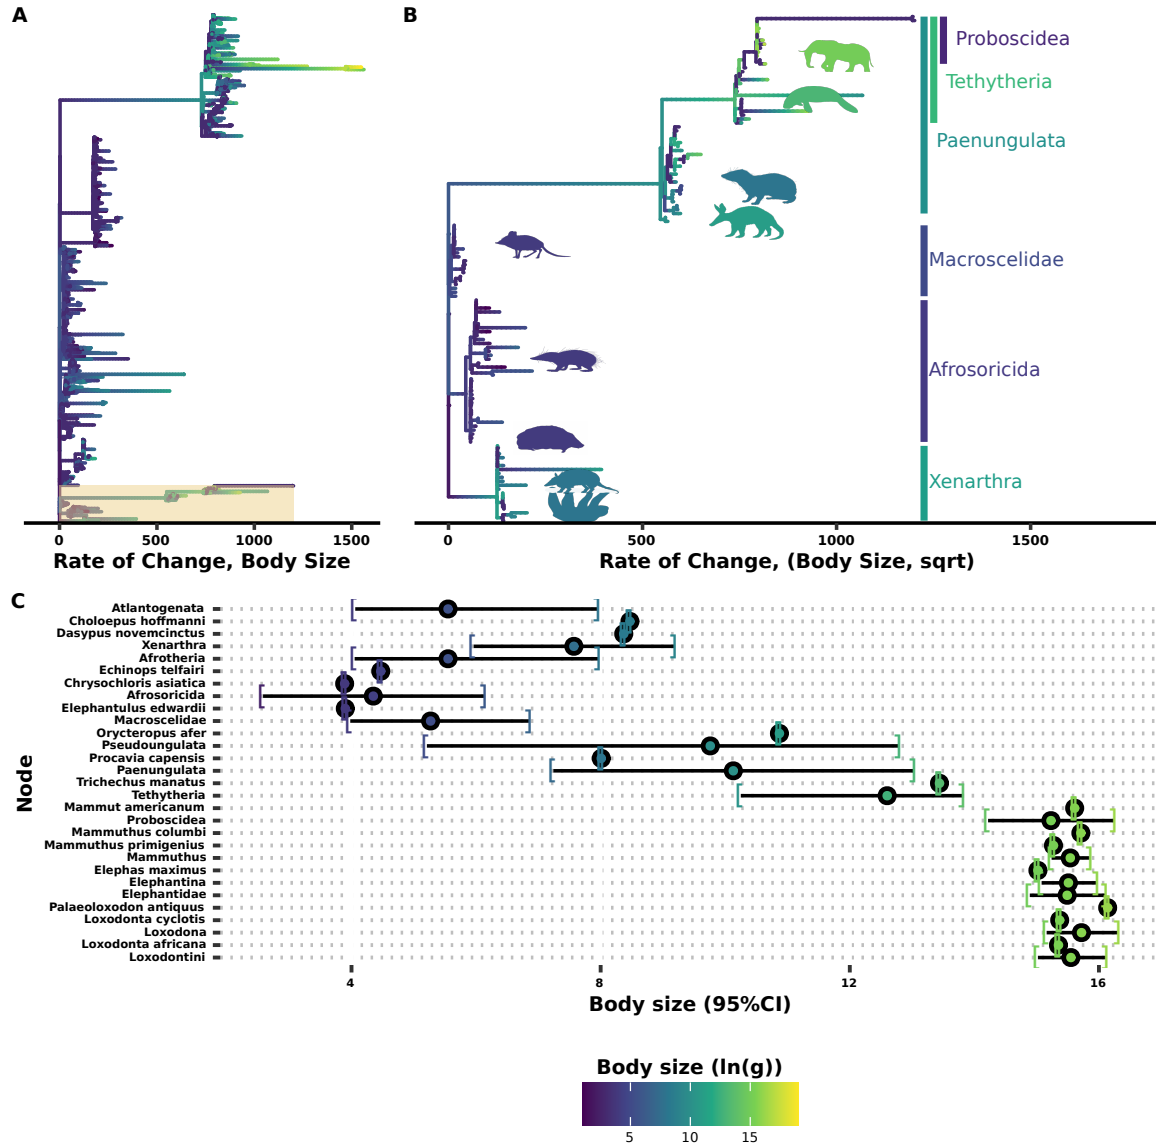 A
B
Proboscidea
Tethytheria
Paenungulata
Macroscelidae
Afrosoricida
Xenarthra
0
500
1000
1500
Rate of Change, Body Size
0
500
1000
1500
Rate of Change, (Body Size, sqrt)
C
Node
Atlantogenata
Choloepus hoffmanni
Dasypus novemcinctus
Xenarthra
Afrotheria
Echinops telfairi
Chrysochloris asiatica
Afrosoricida
Elephantulus edwardii
Macroscelidae
Orycteropus afer
Pseudoungulata
Procavia capensis
Paenungulata
Trichechus manatus
Tethytheria
Mammut americanum
Proboscidea
Mammuthus columbi
Mammuthus primigenius
Mammuthus
Elephas maximus
Elephantina
Elephantidae
Palaeoloxodon antiquus
Loxodonta cyclotis
Loxodona
Loxodonta africana
Loxodontini
4
8
12
16
Body size (95%CI)
Body size (ln(g))
5
10
15